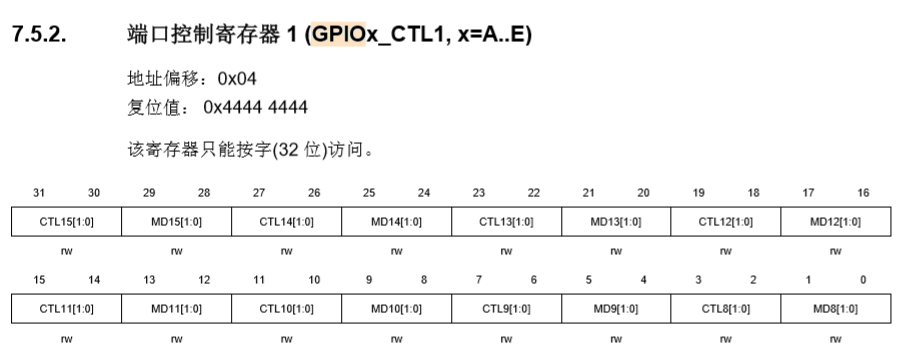 7.5.2. 端口控制寄存器 1 (GPIOx_CTL1, x=A..E)
地址偏移：0x04
复位值： 0x4444 4444
该寄存器只能按字(32 位)访问。
31 30 29 28 27 26 25 24 23 22 21 20 19 18 17 16
CTL15[1:0] MD15[1:0] CTL14[1:0] MD14[1:0] CTL13[1:0] MD13[1:0] CTL12[1:0] MD12[1:0]
rw rw rw rw rw rw rw rw
15 14 13 12 11 10 9 8 7 6 5 4 3 2 1 0
CTL11[1:0] MD11[1:0] CTL10[1:0] MD10[1:0] CTL9[1:0] MD9[1:0] CTL8[1:0] MD8[1:0]
rw rw rw rw rw rw rw rw